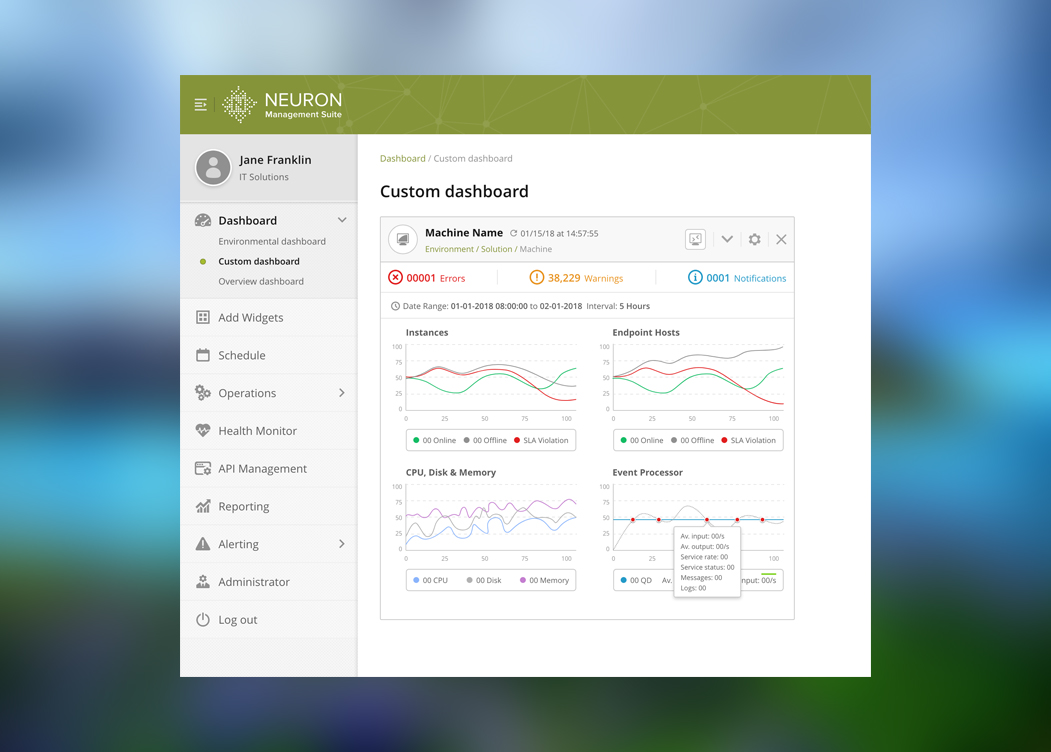 NEURON
Management Suite
Jane Franklin
IT Solutions
Dashboard
Environmental dashboard
Custom dashboard
Overview dashboard
Add Widgets
Schedule
Operations
Health Monitor
API Management
Reporting
Alerting
Administrator
Log out
Dashboard / Custom dashboard
Custom dashboard
Machine Name 01/15/18 at 14:57:55
Environment / Solution / Machine
00001 Errors
38,229 Warnings
0001 Notifications
Date Range: 01-01-2018 08:00:00 to 02-01-2018 Interval: 5 Hours
Instances
100
75
50
25
0
0 25 50 75 100
00 Online 00 Offline SLA Violation
Endpoint Hosts
100
75
50
25
0
0 25 50 75 100
00 Online 00 Offline SLA Violation
CPU, Disk & Memory
100
75
50
25
0
0 25 50 75 100
00 CPU 00 Disk 00 Memory
Event Processor
100
75
50
25
0
0 25 100
Av. input: 00/s
Av. output: 00/s
Service rate: 00
Service status: 00
Messages: 00
Logs: 00
00 QD Av. nput: 00/s